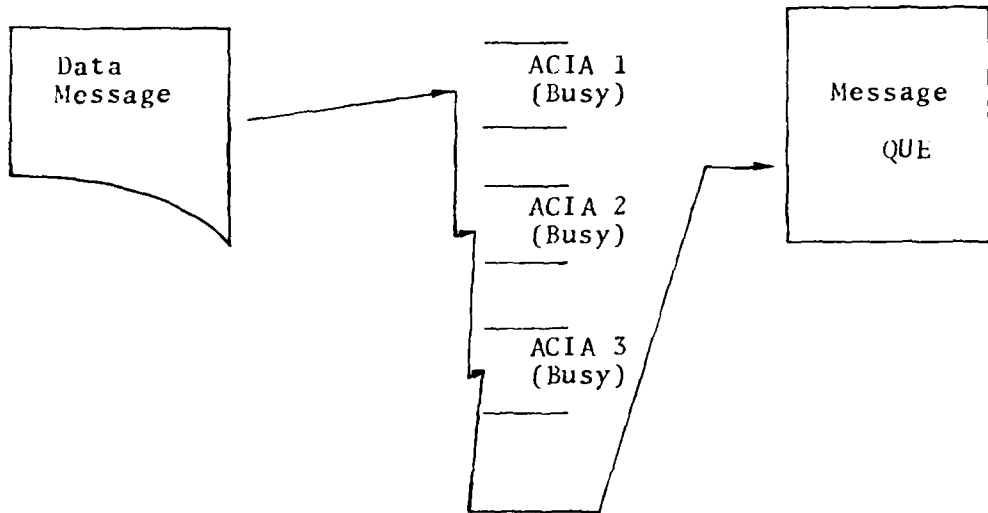 Data
Message
ACIA 1
(Busy)
ACIA 2
(Busy)
ACIA 3
(Busy)
Message
QUE